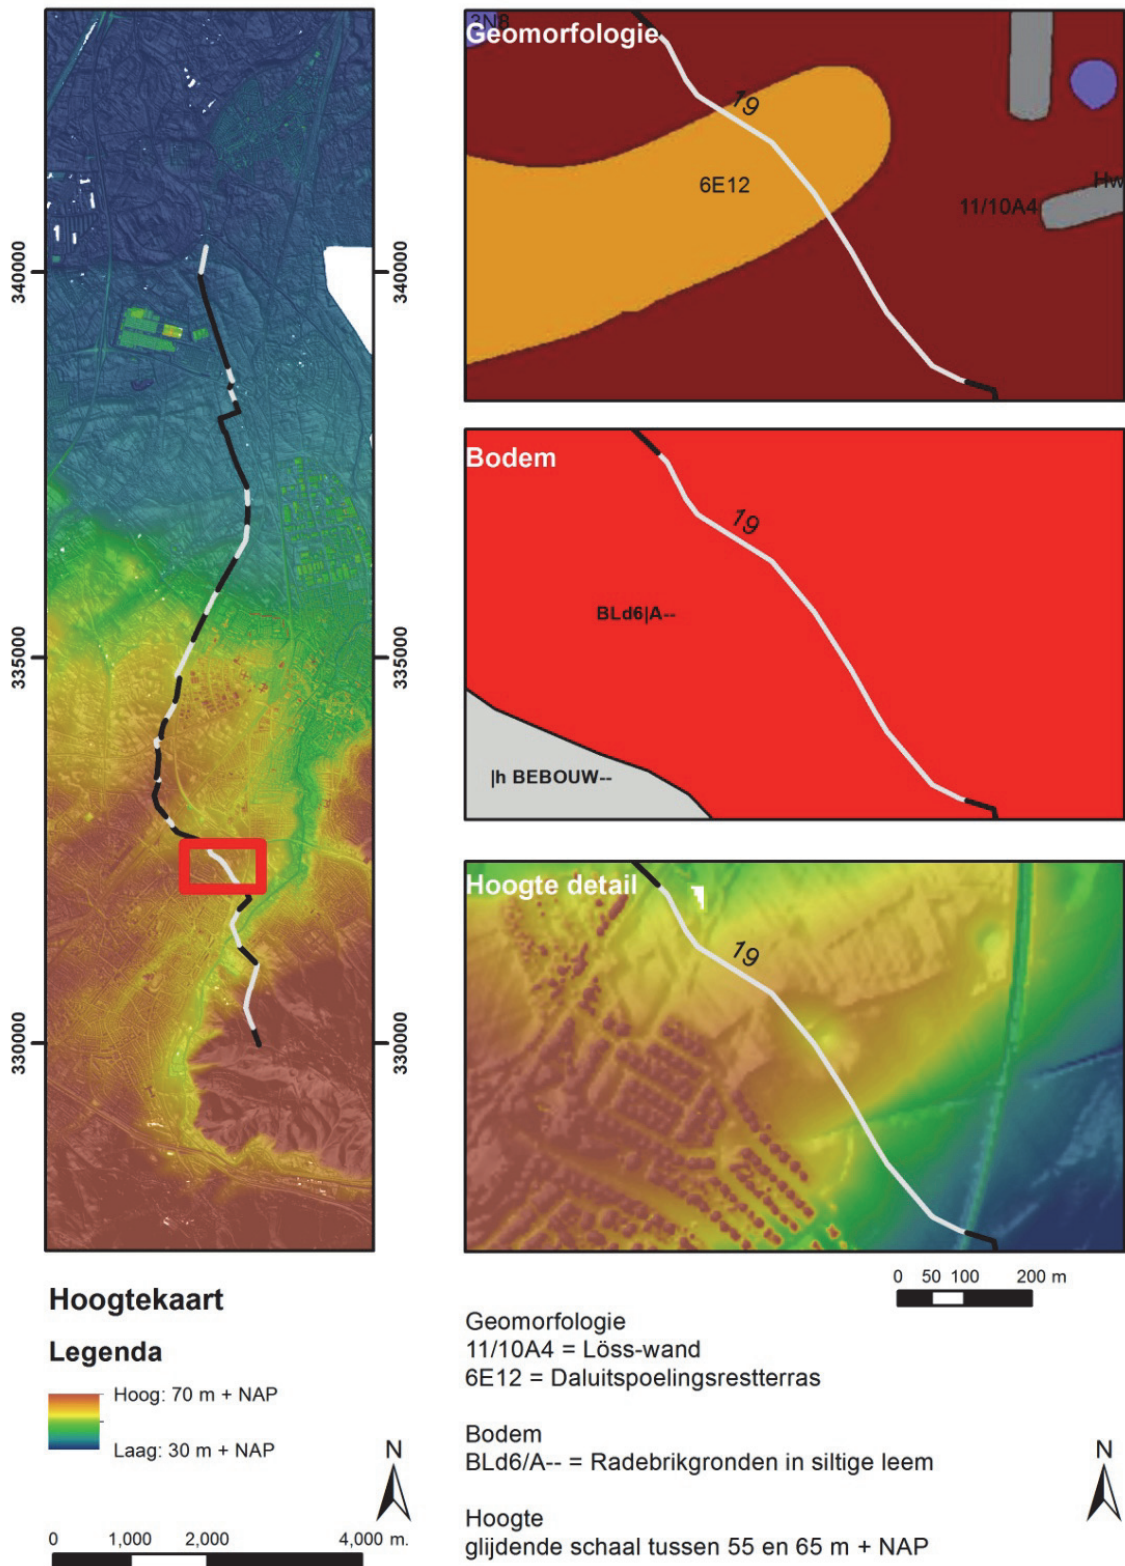 340000
335000
330000
340000
335000
330000
Hoogtekaart
Legenda
Hoog: 70 m + NAP
Laag: 30 m + NAP
N
0 1,000 2,000 4,000 m.
3N8
Geomorfologie
19
6E12
11/10A4
Hw
Bodem
19
BLd6|A--
|h BEBOUW--
Hoogte detail
19
0 50 100 200 m
Geomorfologie
11/10A4 = Löss-wand
6E12 = Daluitspoelingsrestterras
Bodem
BLd6/A-- = Radebrikgronden in siltige leem
Hoogte
glijdende schaal tussen 55 en 65 m + NAP
N